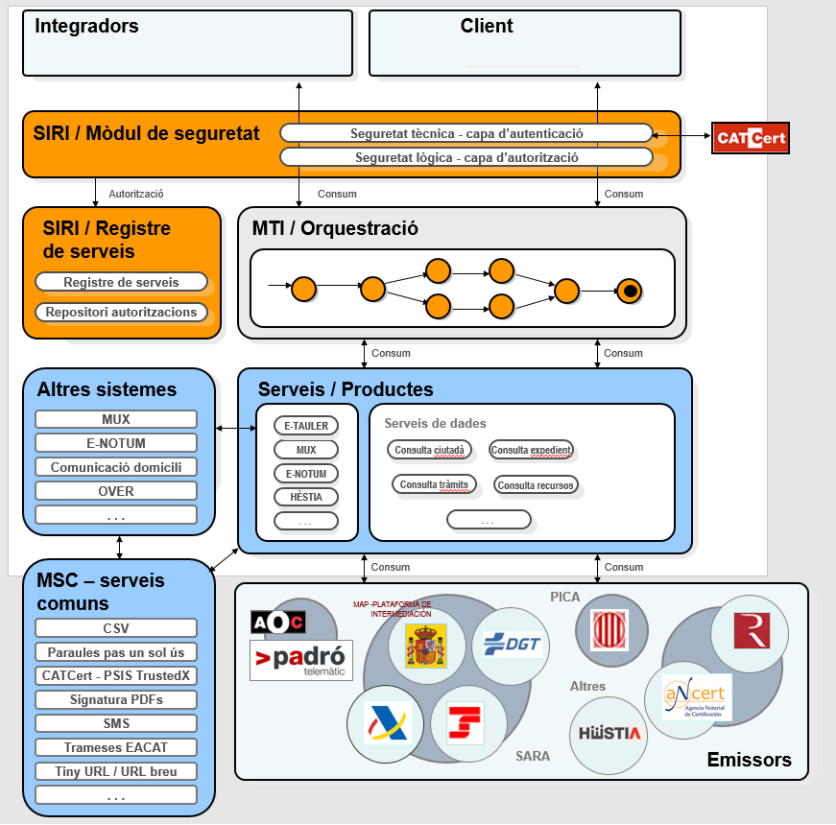 Integradors
Client
SIRI / Mòdul de seguretat
Seguretat tècnica - capa d'autenticació
Seguretat lògica - capa d'autorització
CATCert
Autorització
Consum
Consum
SIRI / Registre
de serveis
Registre de serveis
Repositori autoritzacions
MTI / Orquestració
Consum
Consum
Altres sistemes
MUX
E-NOTUM
Comunicació domicili
OVER
. . .
Serveis / Productes
E-TAULER
MUX
E-NOTUM
HÈSTIA
. . .
Serveis de dades
Consulta ciutadà
Consulta expedient
Consulta tràmits
Consulta recursos
. . .
Consum
Consum
MSC – serveis
comuns
CSV
Paraules pas un sol ús
CATCert - PSIS TrustedX
Signatura PDFs
SMS
Trameses EACAT
Tiny URL / URL breu
. . .
AOC
>padró
telemàtic
MAP -PLATAFORMA DE
INTERMEDIACIÓN
DGT
SARA
PICA
Altres
HËSTIA
aNcert
Agencia Notarial
de Certificación
Emissors